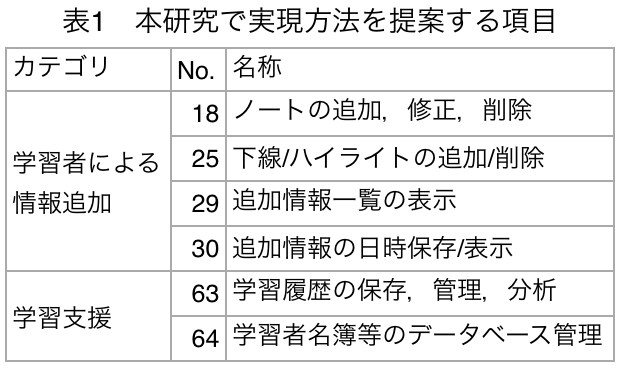 表1　本研究で実現方法を提案する項目
カテゴリ No. 名称
学習者による
情報追加
18 ノートの追加，修正，削除
25 下線/ハイライトの追加/削除
29 追加情報一覧の表示
30 追加情報の日時保存/表示
学習支援
63 学習履歴の保存，管理，分析
64 学習者名簿等のデータベース管理